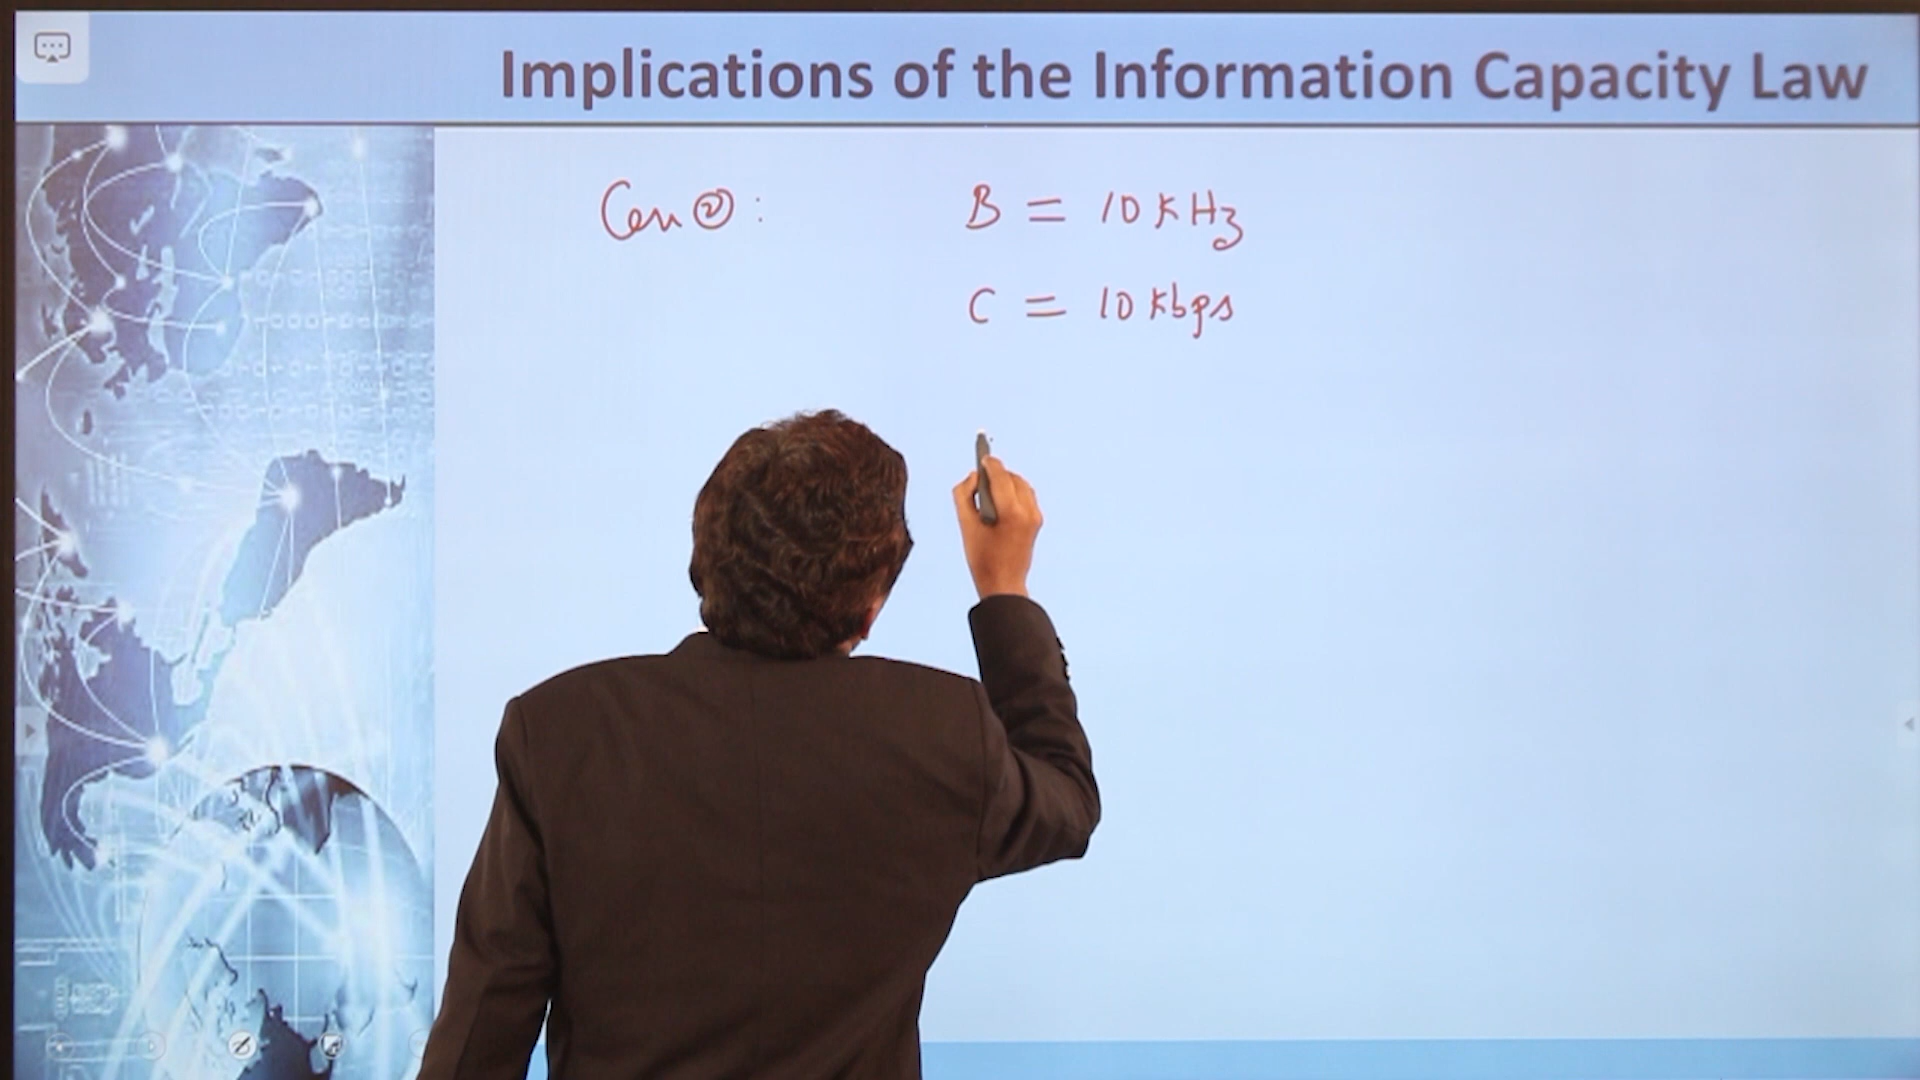 Implications of the Information Capacity Law
Case ②: B = 10 KHz
C = 10 Kbps